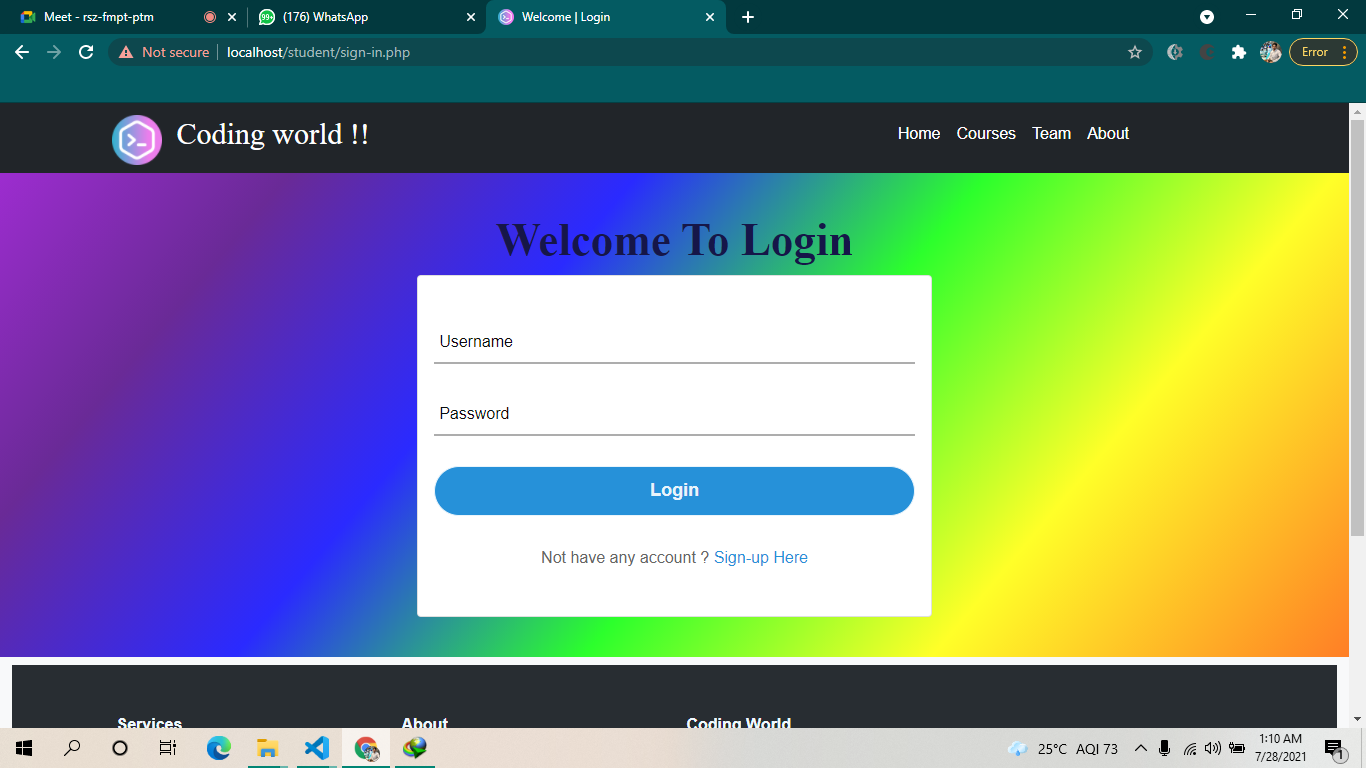 Meet - rsz-fmpt-ptm
99+
(176) WhatsApp
Welcome | Login
Not secure
localhost/student/sign-in.php
Error
Coding world !!
Home Courses Team About
Welcome To Login
Username
Password
Login
Not have any account ? Sign-up Here
Services About Coding World
25°C AQI 73
1:10 AM
7/28/2021
1